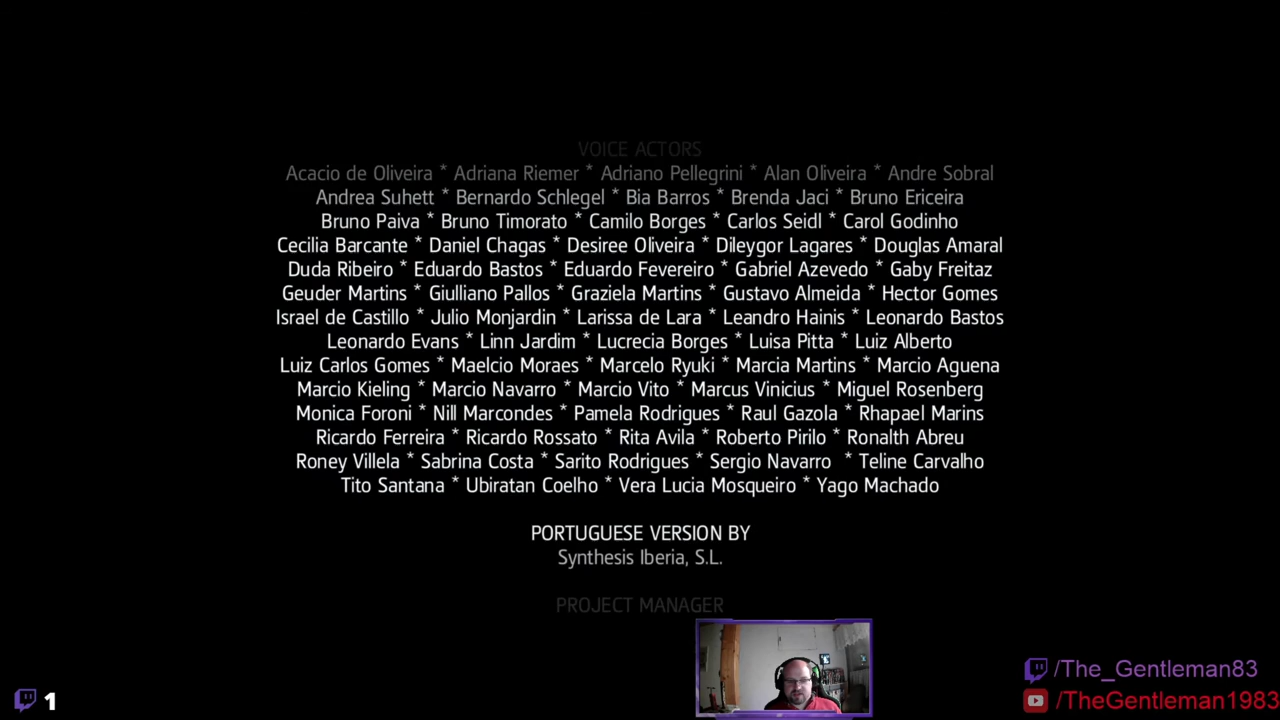 VOICE ACTORS
Acacio de Oliveira * Adriana Riemer * Adriano Pellegrini * Alan Oliveira * Andre Sobral
Andrea Suhett * Bernardo Schlegel * Bia Barros * Brenda Jaci * Bruno Ericeira
Bruno Paiva * Bruno Timorato * Camilo Borges * Carlos Seidl * Carol Godinho
Cecilia Barcante * Daniel Chagas * Desiree Oliveira * Dileygor Lagares * Douglas Amaral
Duda Ribeiro * Eduardo Bastos * Eduardo Fevereiro * Gabriel Azevedo * Gaby Freitaz
Geuder Martins * Giulliano Pallos * Graziela Martins * Gustavo Almeida * Hector Gomes
Israel de Castillo * Julio Monjardin * Larissa de Lara * Leandro Hainis * Leonardo Bastos
Leonardo Evans * Linn Jardim * Lucrecia Borges * Luisa Pitta * Luiz Alberto
Luiz Carlos Gomes * Maelcio Moraes * Marcelo Ryuki * Marcia Martins * Marcio Aguena
Marcio Kieling * Marcio Navarro * Marcio Vito * Marcus Vinicius * Miguel Rosenberg
Monica Foroni * Nill Marcondes * Pamela Rodrigues * Raul Gazola * Rhapael Marins
Ricardo Ferreira * Ricardo Rossato * Rita Avila * Roberto Pirilo * Ronalth Abreu
Roney Villela * Sabrina Costa * Sarito Rodrigues * Sergio Navarro * Teline Carvalho
Tito Santana * Ubiratan Coelho * Vera Lucia Mosqueiro * Yago Machado
PORTUGUESE VERSION BY
Synthesis Iberia, S.L.
PROJECT MANAGER
/The_Gentleman83
/TheGentleman1983
1